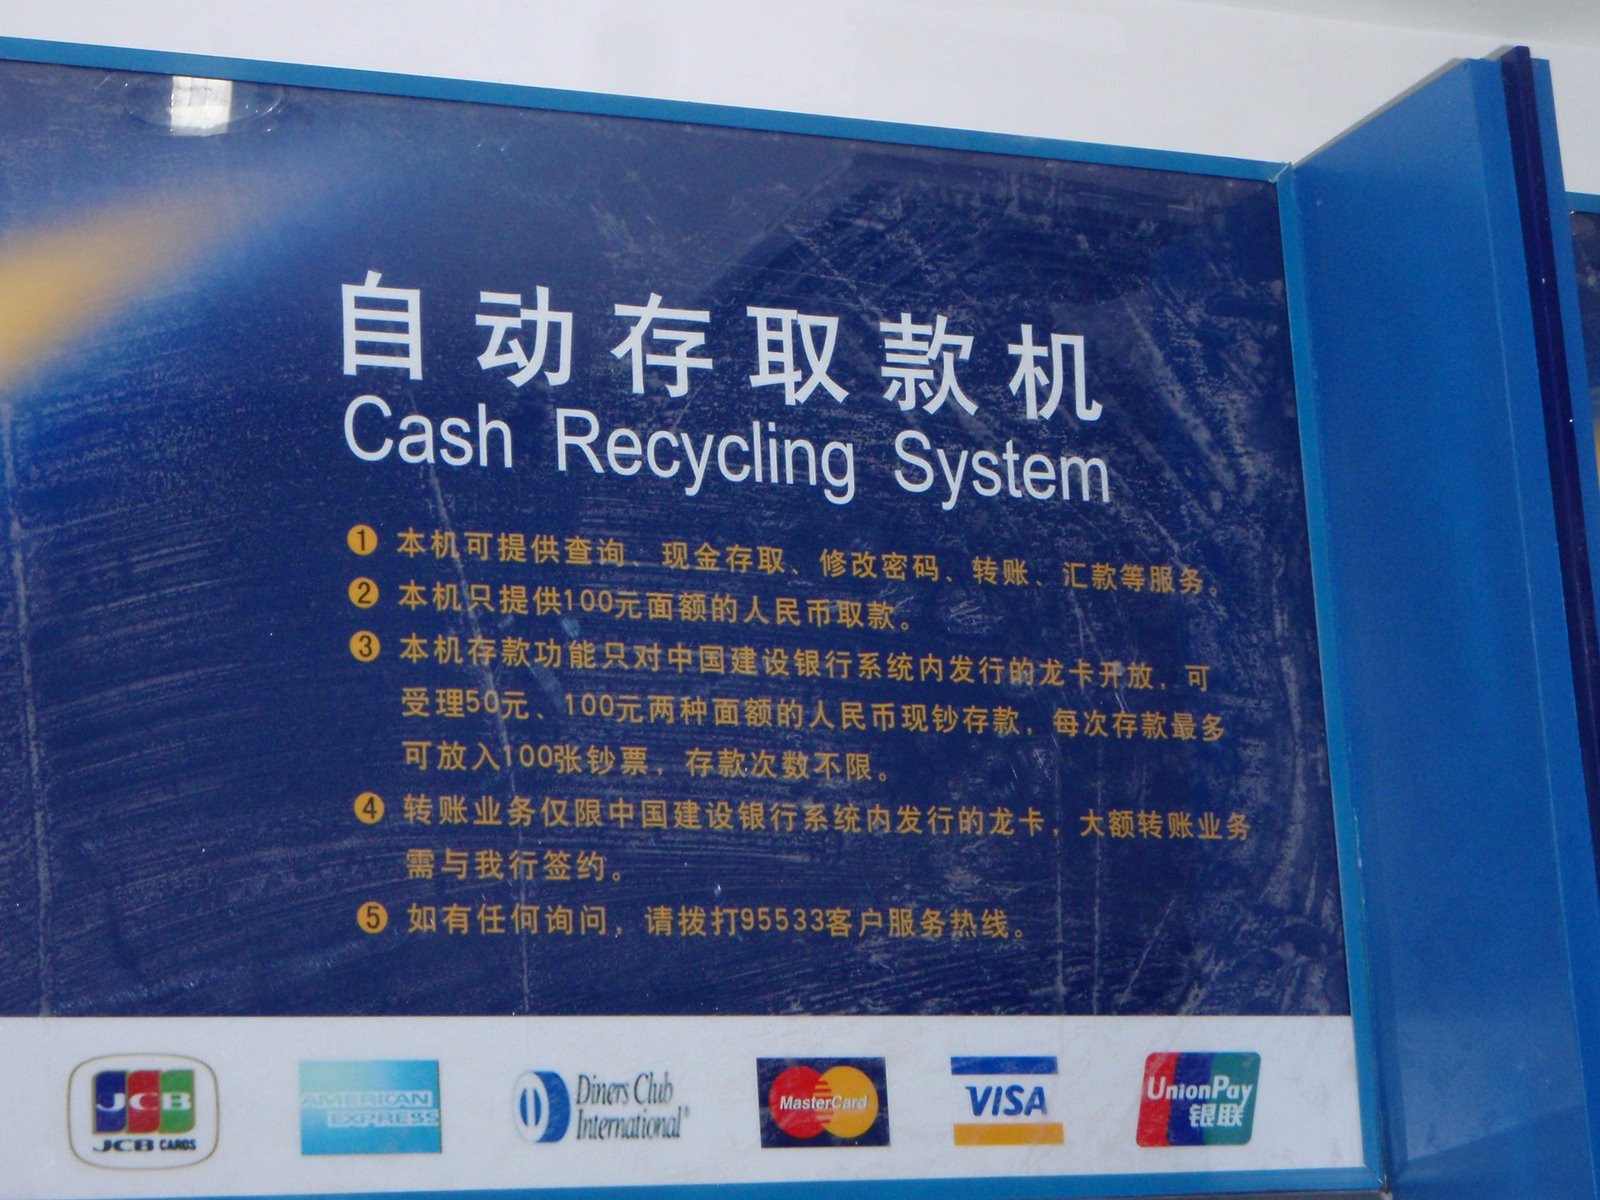 自动存取款机
Cash Recycling System
1 本机可提供查询、现金存取、修改密码、转账、汇款等服务。
2 本机只提供100元面额的人民币取款。
3 本机存款功能只对中国建设银行系统内发行的龙卡开放，可
受理50元、100元两种面额的人民币现钞存款，每次存款最多
可放入100张钞票，存款次数不限。
4 转账业务仅限中国建设银行系统内发行的龙卡，大额转账业务
需与我行签约。
5 如有任何询问，请拨打95533客户服务热线。
JCB
JCB CARDS
AMERICAN
EXPRESS
Diners Club
International®
MasterCard
VISA
UnionPay
银联